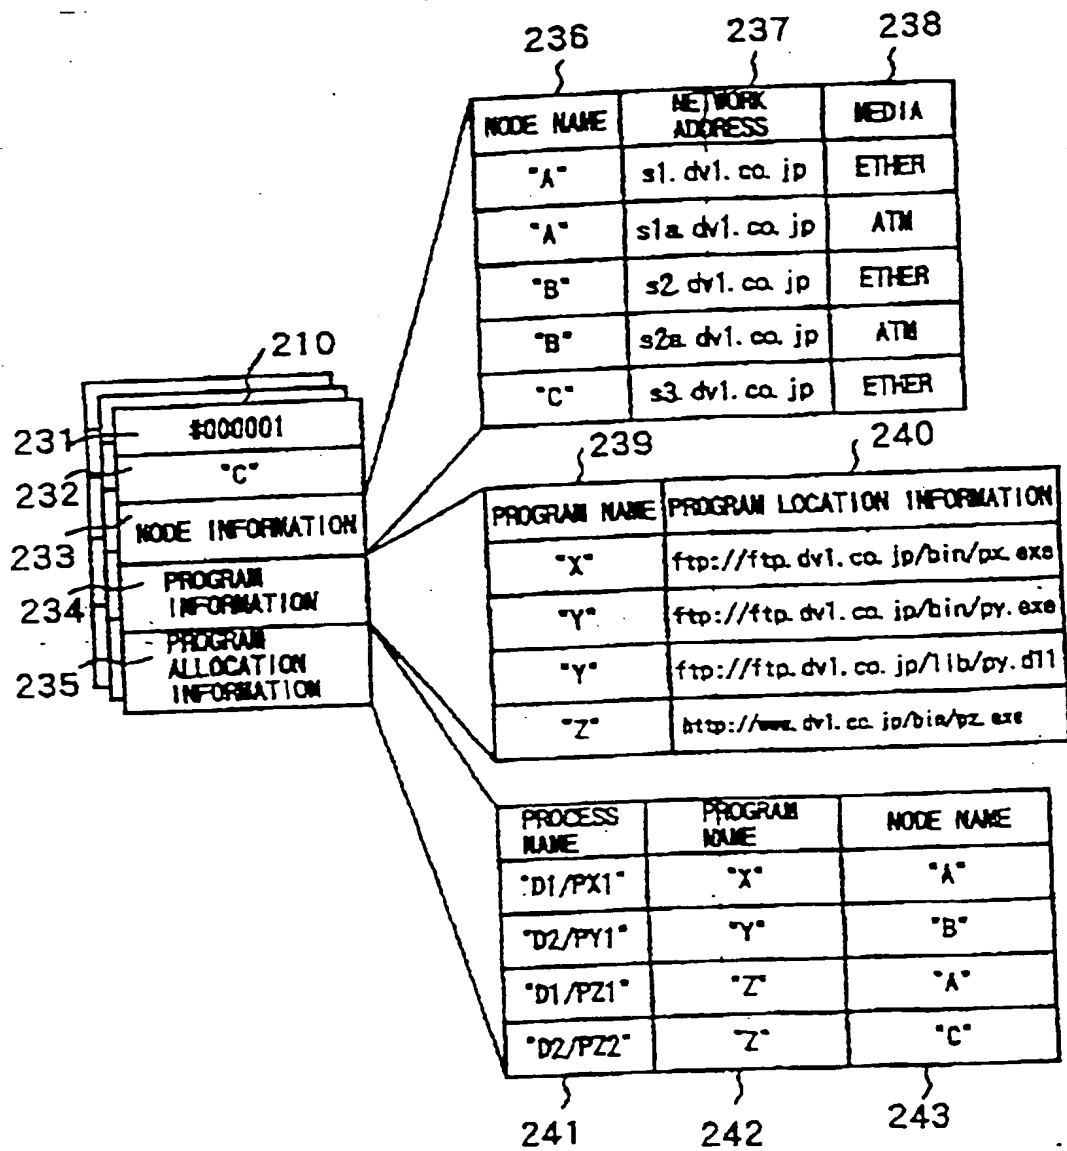 236 237 238
NODE NAME NETWORK ADDRESS MEDIA
"A" s1.dv1.co.jp ETHER
"A" s1a.dv1.co.jp ATM
"B" s2.dv1.co.jp ETHER
"B" s2a.dv1.co.jp ATM
"C" s3.dv1.co.jp ETHER
210
231 #000001
232 "C"
233 NODE INFORMATION
234 PROGRAM
INFORMATION
235 PROGRAM
ALLOCATION
INFORMATION
239 240
PROGRAM NAME PROGRAM LOCATION INFORMATION
"X" ftp://ftp.dv1.co.jp/bin/px.exe
"Y" ftp://ftp.dv1.co.jp/bin/py.exe
"Y" ftp://ftp.dv1.co.jp/lib/py.dll
"Z" http://www.dv1.co.jp/bin/pz.exe
PROCESS NAME PROGRAM NAME NODE NAME
"D1/PX1" "X" "A"
"D2/PY1" "Y" "B"
"D1/PZ1" "Z" "A"
"D2/PZ2" "Z" "C"
241 242 243